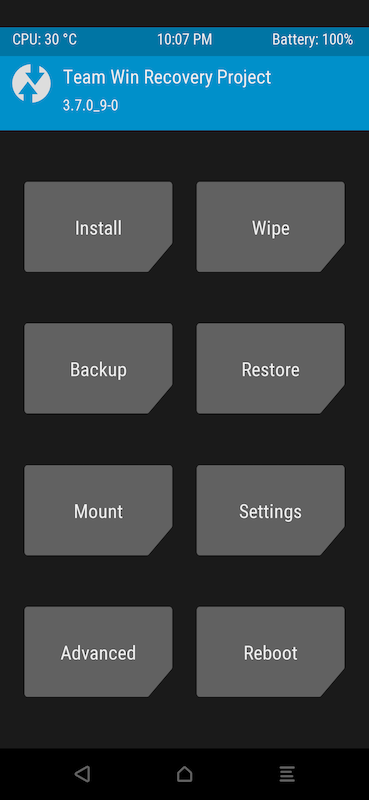 CPU: 30 °C 10:07 PM Battery: 100%
Team Win Recovery Project
3.7.0_9-0
Install Wipe
Backup Restore
Mount Settings
Advanced Reboot